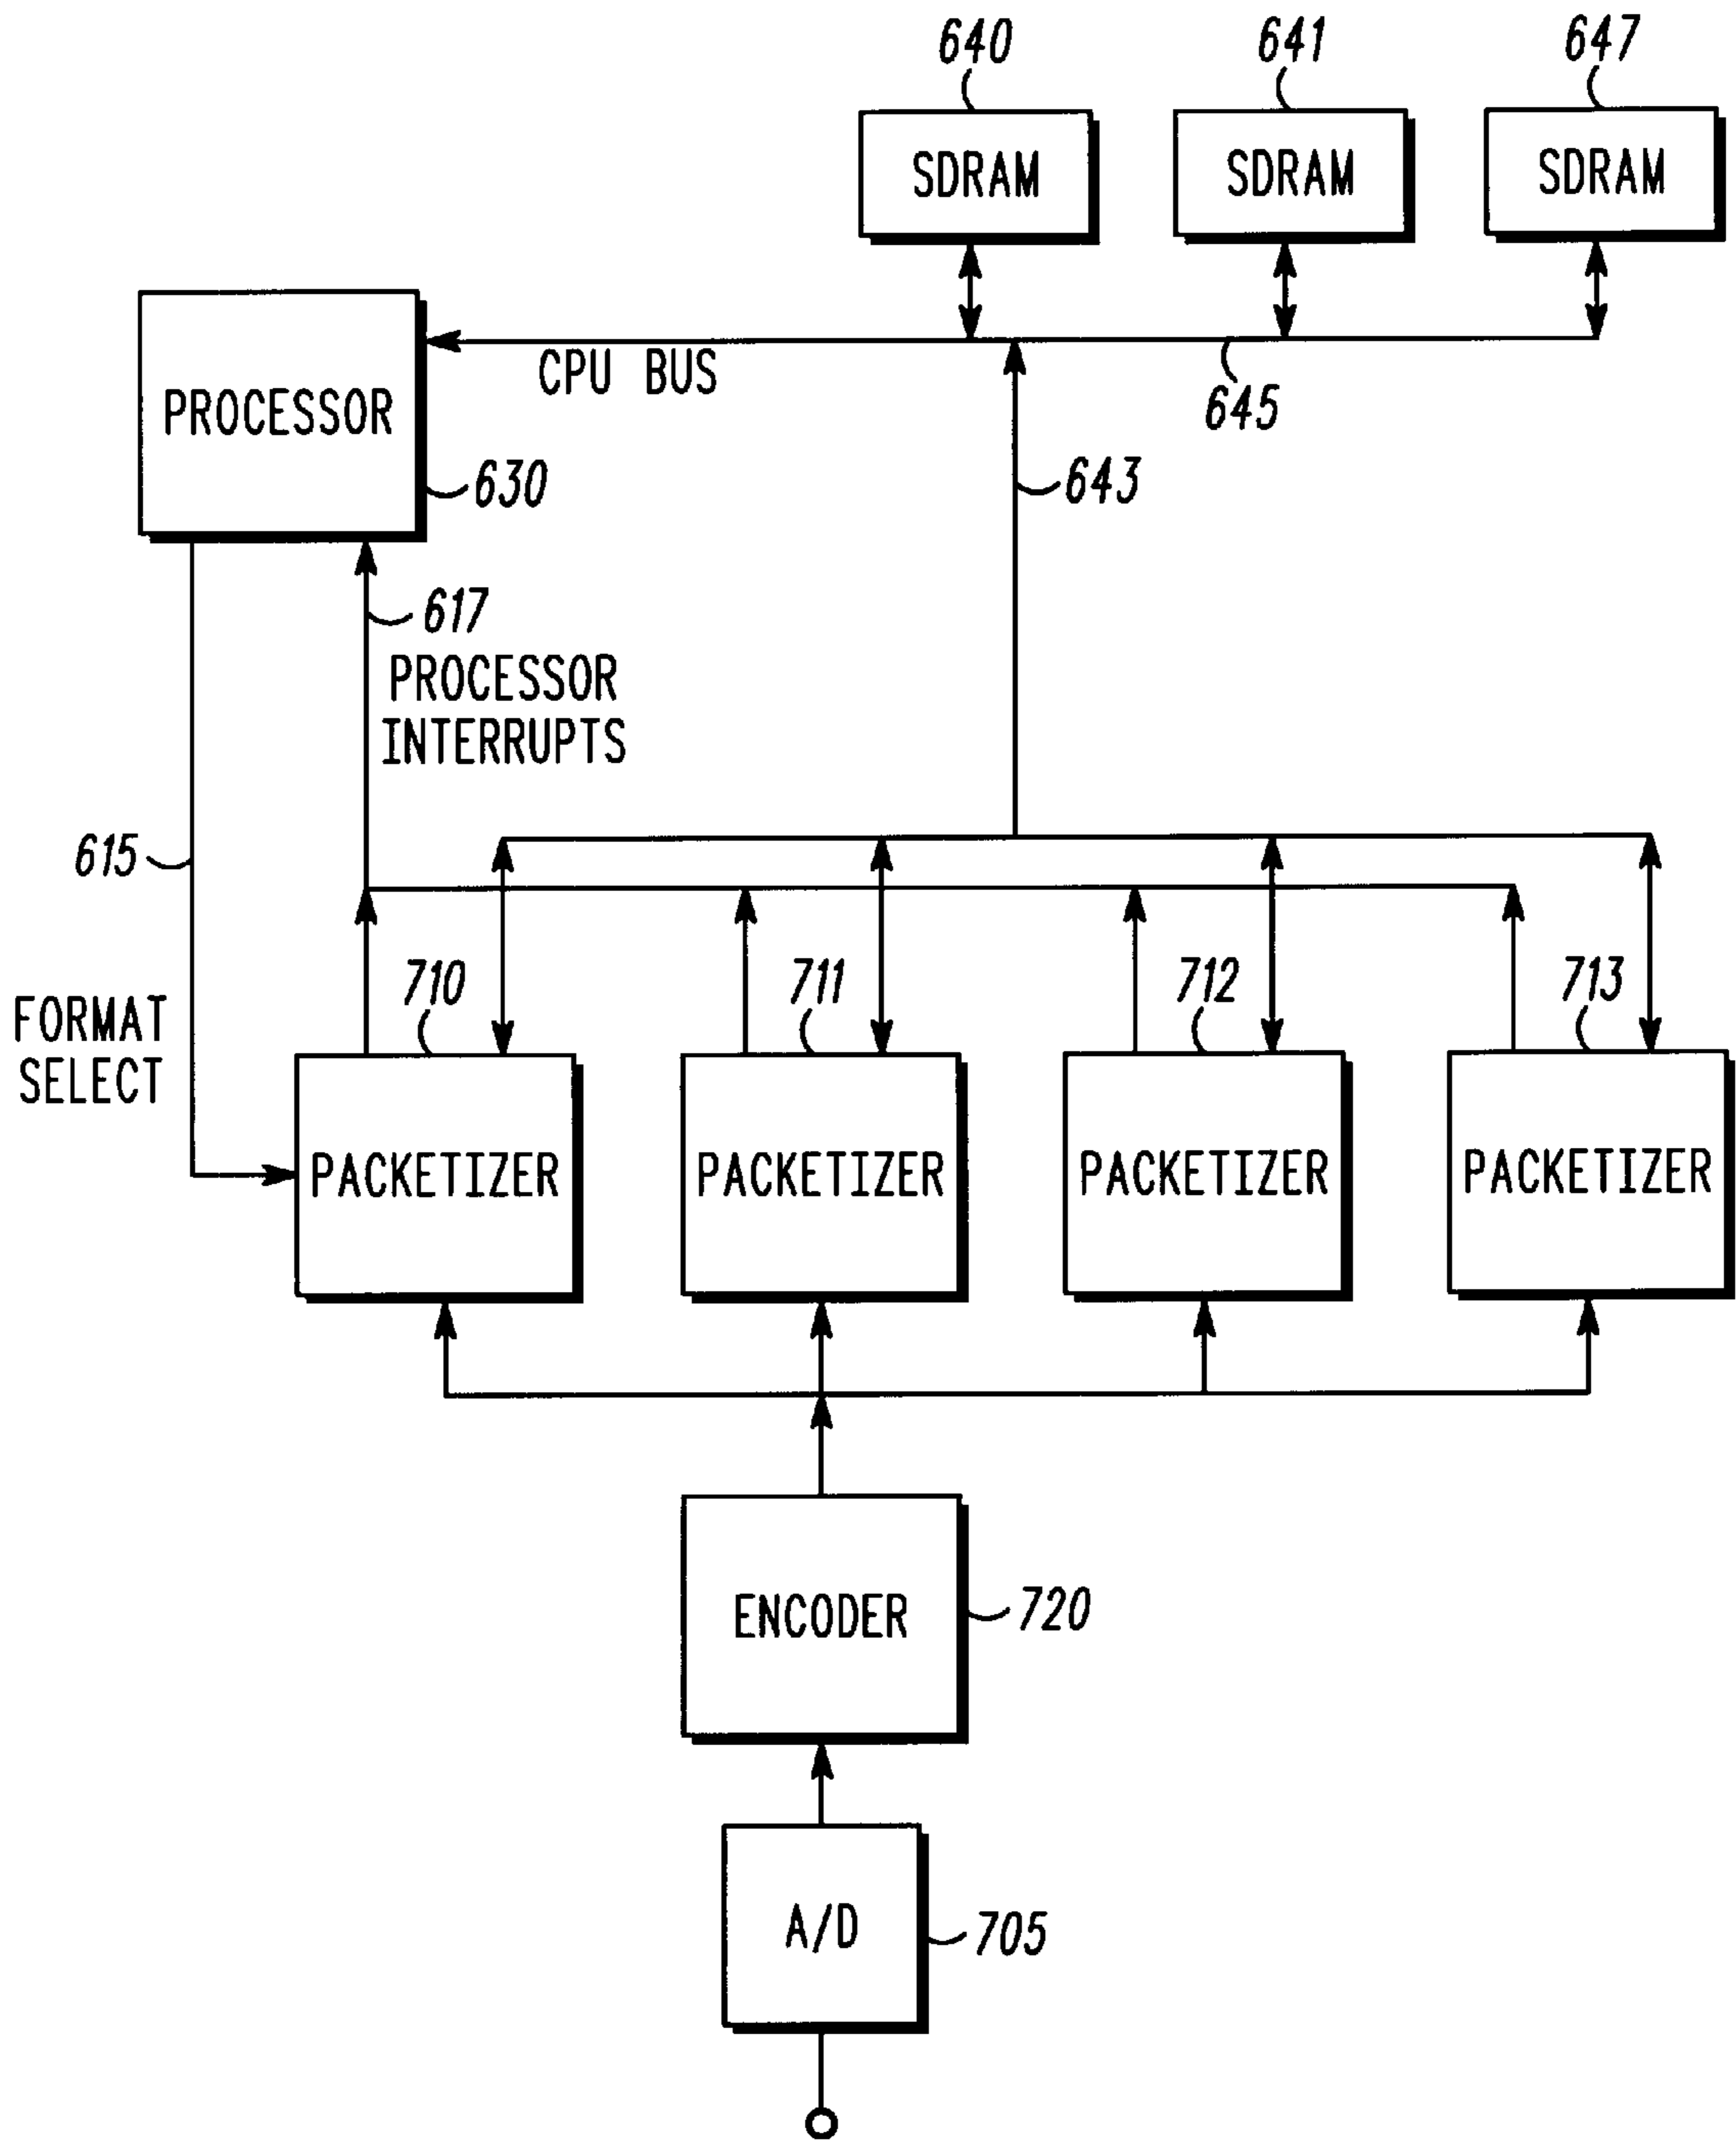 640
641
647
SDRAM
SDRAM
SDRAM
CPU BUS
PROCESSOR
645
630
643
617
PROCESSOR
INTERRUPTS
615
710
711
712
713
FORMAT
SELECT
PACKETIZER
PACKETIZER
PACKETIZER
PACKETIZER
ENCODER
720
A/D
705